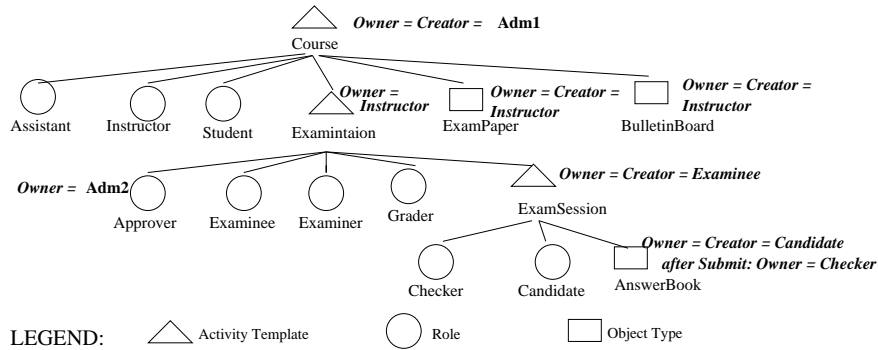 Owner = Creator = Adm1
Course
Owner =
Instructor
Owner = Creator =
Instructor
Owner = Creator =
Instructor
Assistant
Instructor
Student
Examintaion
ExamPaper
BulletinBoard
Owner = Adm2
Owner = Creator = Examinee
Approver
Examinee
Examiner
Grader
ExamSession
Owner = Creator = Candidate
after Submit: Owner = Checker
Checker
Candidate
AnswerBook
LEGEND:
Activity Template
Role
Object Type